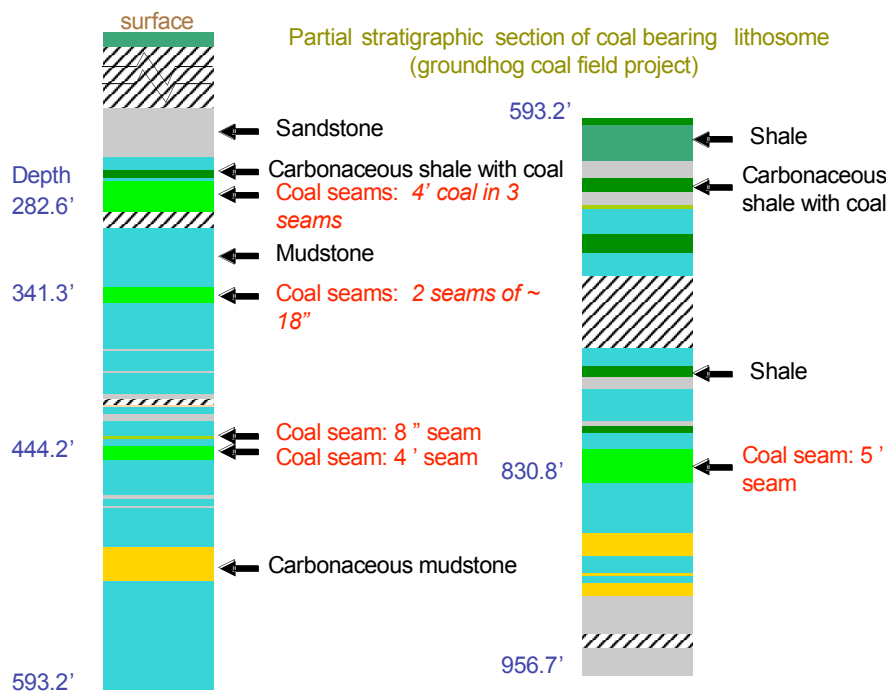 surface
Partial stratigraphic section of coal bearing lithosome
(groundhog coal field project)
Sandstone
Carbonaceous shale with coal
Depth
282.6’
Coal seams: 4’ coal in 3
seams
Mudstone
341.3’
Coal seams: 2 seams of ~
18”
Coal seam: 8 ” seam
444.2’
Coal seam: 4 ’ seam
Carbonaceous mudstone
593.2’
593.2’
Shale
Carbonaceous
shale with coal
Shale
830.8’
Coal seam: 5 ’
seam
956.7’